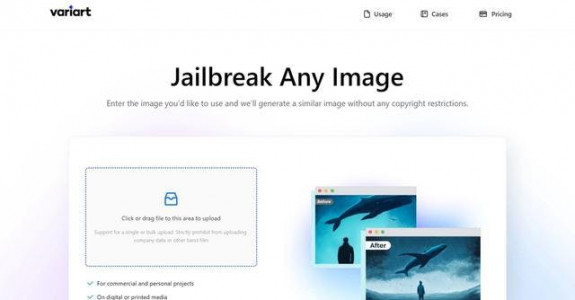 variart
Usage
Cases
Pricing
Jailbreak Any Image
Enter the image you'd like to use and we'll generate a similar image without any copyright restrictions.
Click or drag file to this area to upload
Support for a single or bulk upload. Strictly prohibit from uploading
company data or other band files
Before
After
For commercial and personal projects
On digital or printed media